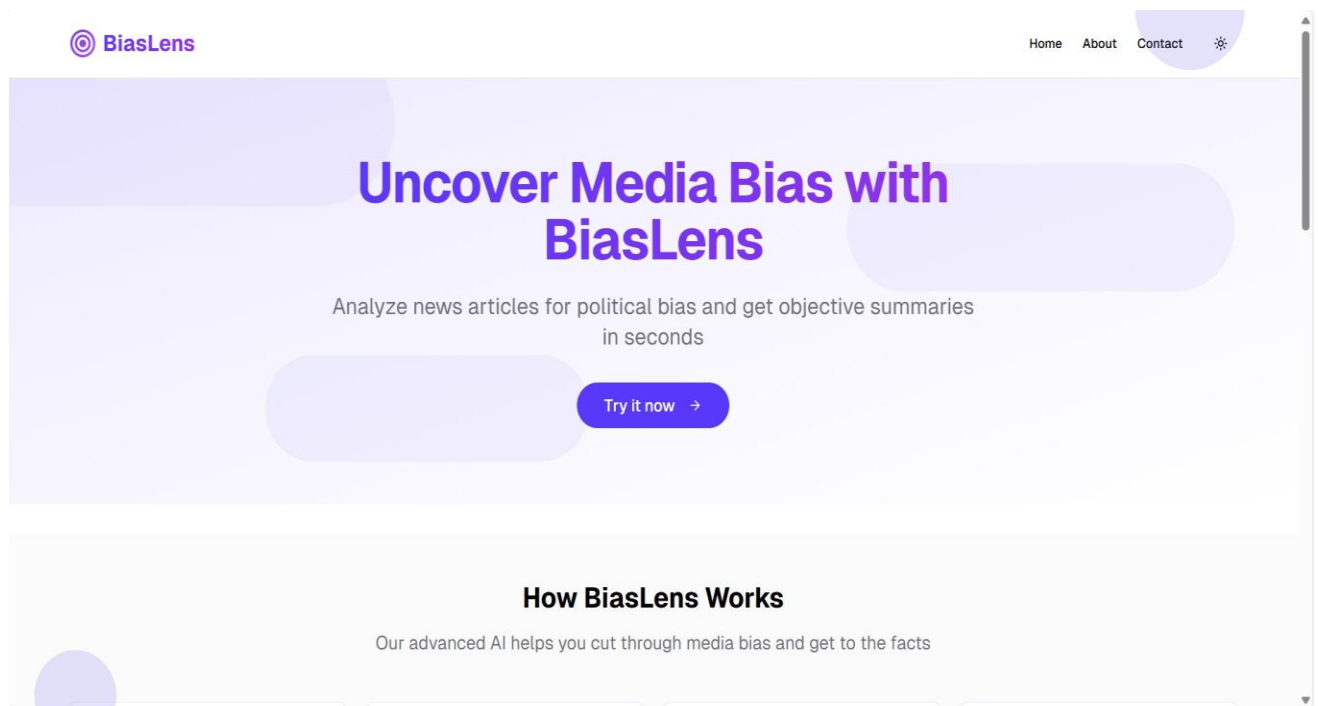 BiasLens
Home About Contact
Uncover Media Bias with
BiasLens
Analyze news articles for political bias and get objective summaries
in seconds
Try it now →
How BiasLens Works
Our advanced AI helps you cut through media bias and get to the facts